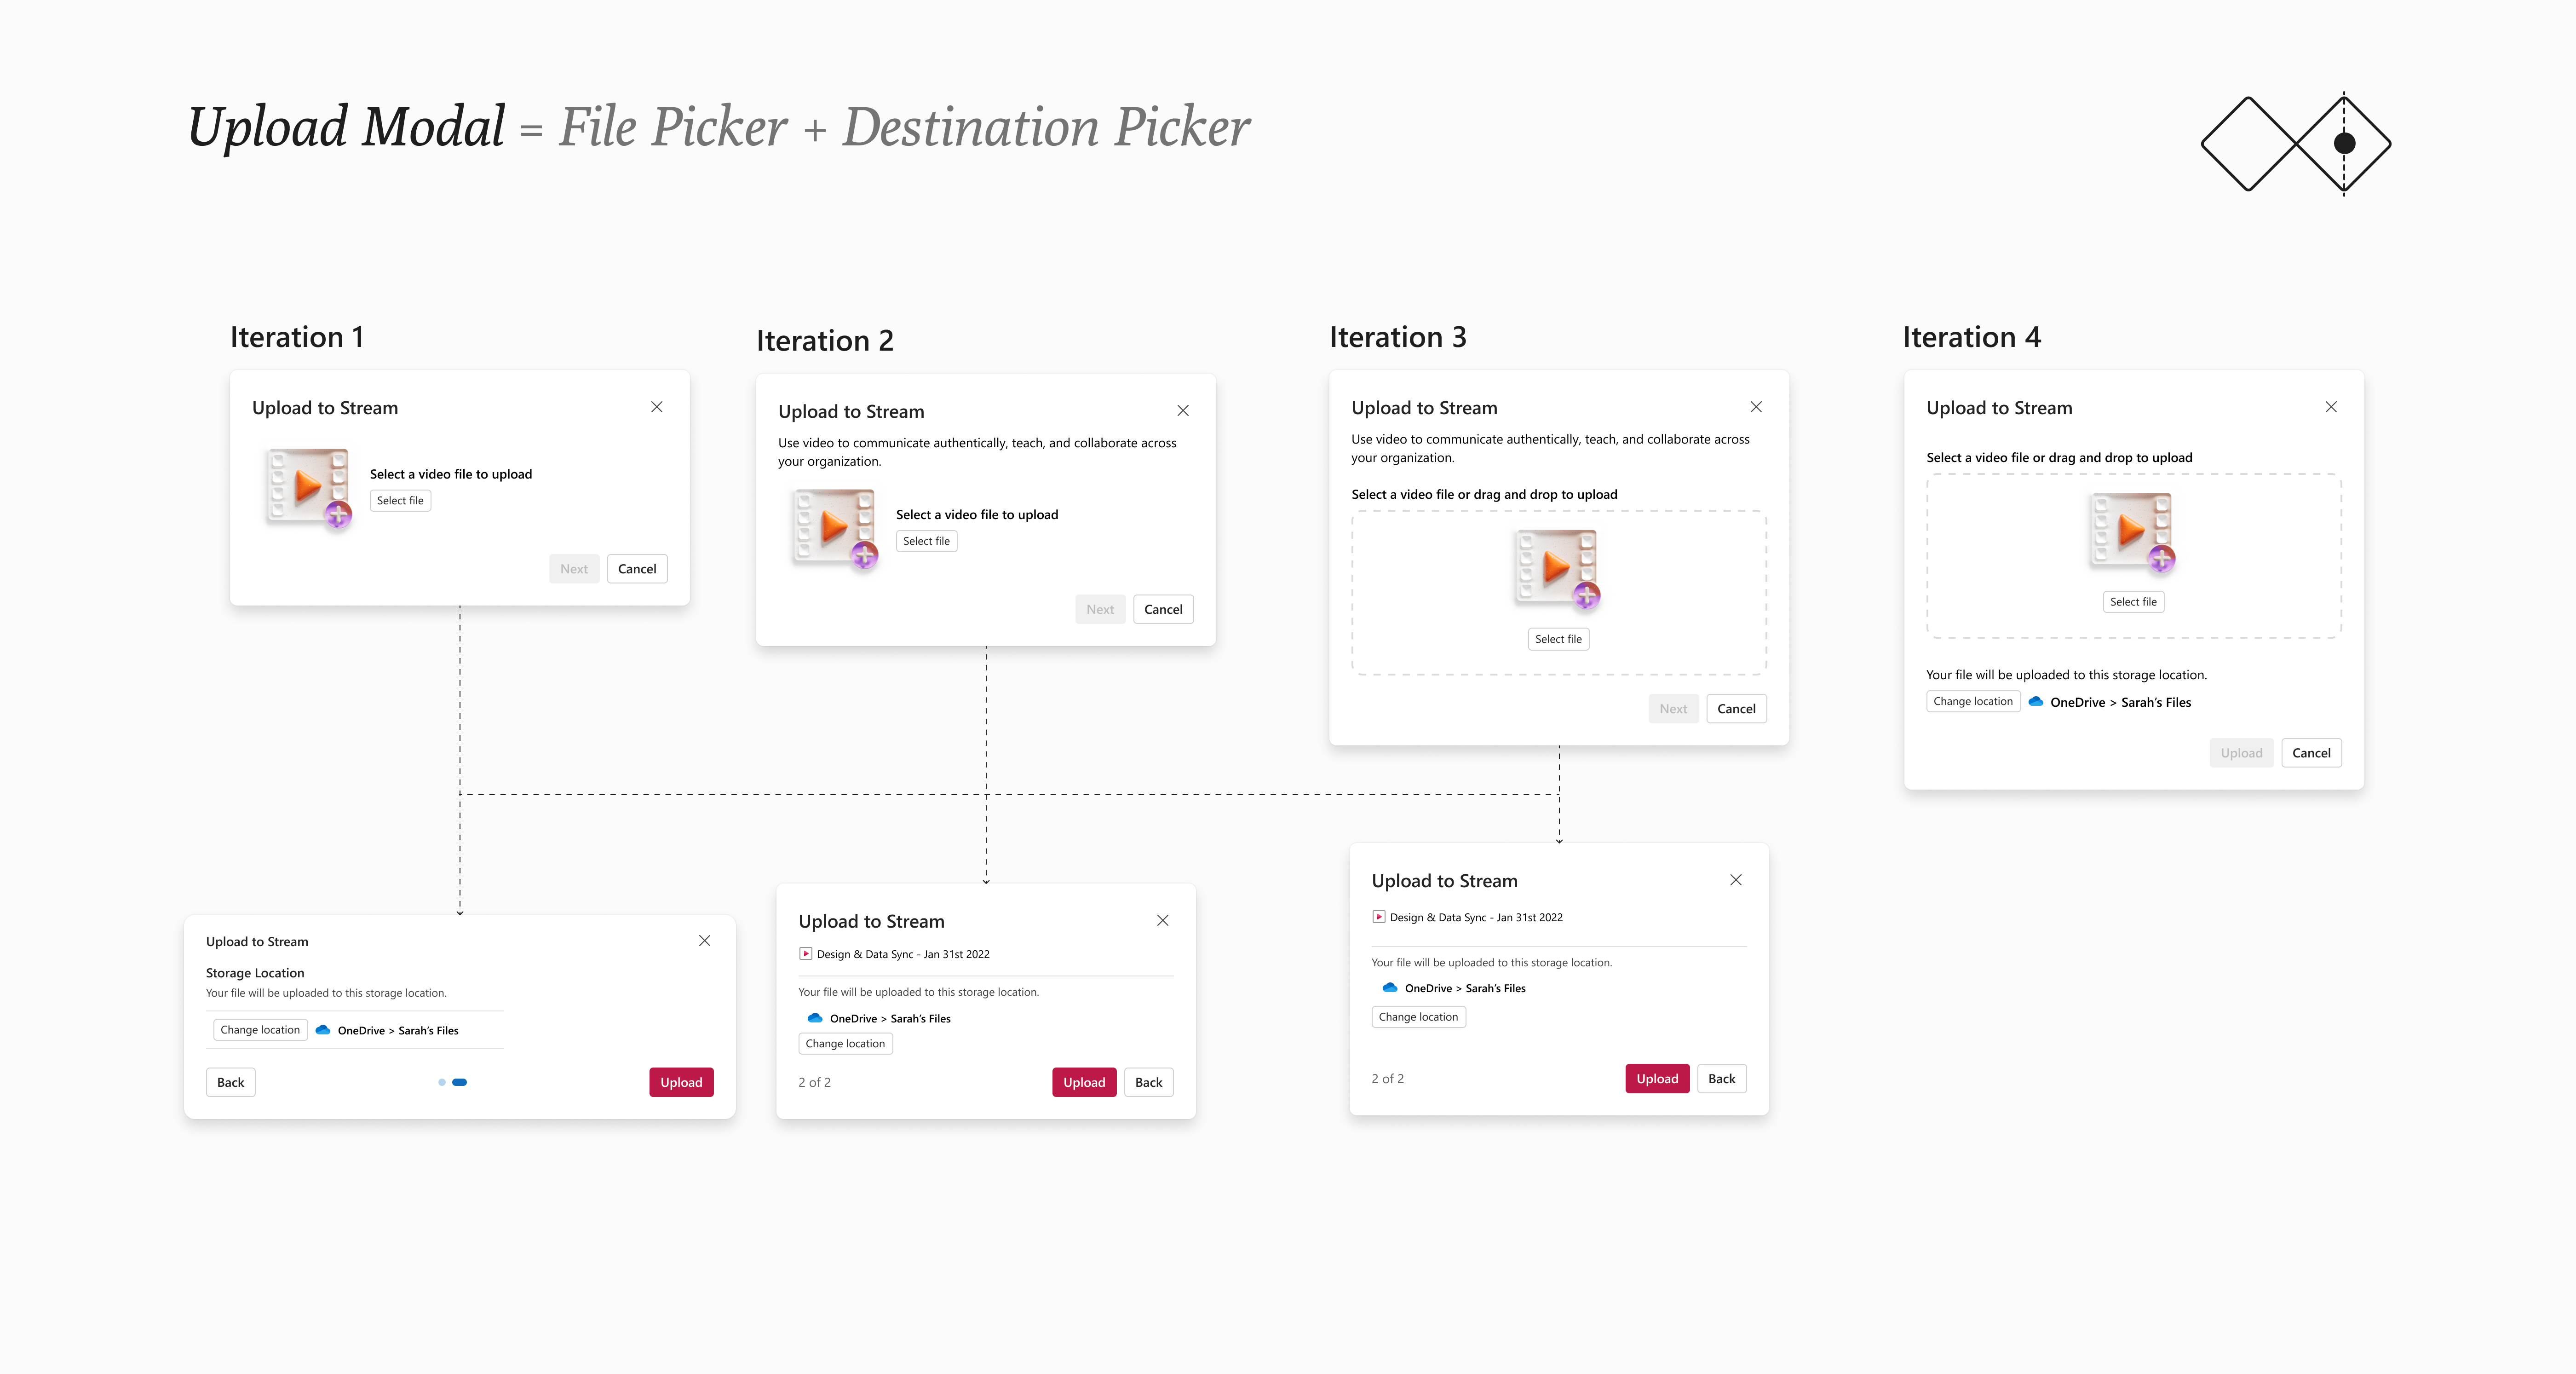 Upload Modal = File Picker + Destination Picker
Iteration 1
Upload to Stream
Select a video file to upload
Select file
Next
Cancel
Upload to Stream
Storage Location
Your file will be uploaded to this storage location.
Change location
OneDrive > Sarah's Files
Back
Upload
Iteration 2
Upload to Stream
Use video to communicate authentically, teach, and collaborate across
your organization.
Select a video file to upload
Select file
Next
Cancel
Upload to Stream
Design & Data Sync - Jan 31st 2022
Your file will be uploaded to this storage location.
OneDrive > Sarah's Files
Change location
2 of 2
Upload
Back
Iteration 3
Upload to Stream
Use video to communicate authentically, teach, and collaborate across
your organization.
Select a video file or drag and drop to upload
Select file
Next
Cancel
Upload to Stream
Design & Data Sync - Jan 31st 2022
Your file will be uploaded to this storage location.
OneDrive > Sarah's Files
Change location
2 of 2
Upload
Back
Iteration 4
Upload to Stream
Select a video file or drag and drop to upload
Select file
Your file will be uploaded to this storage location.
Change location
OneDrive > Sarah's Files
Upload
Cancel